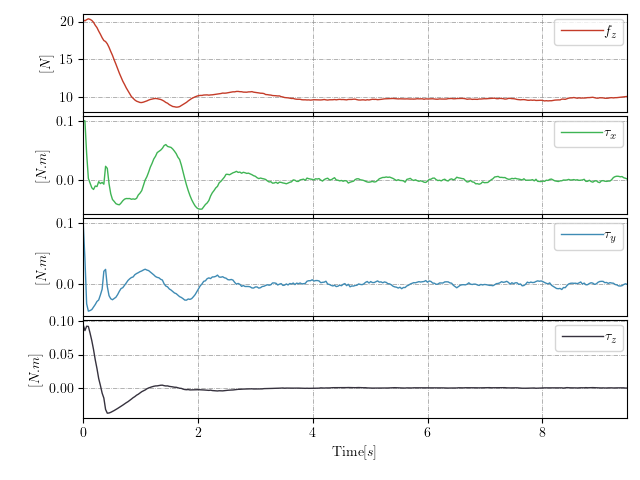 20
15
10
[N]
f_z
0.1
0.0
[N.m]
τ_x
0.1
0.0
[N.m]
τ_y
0.10
0.05
0.00
[N.m]
τ_z
0 2 4 6 8
Time[s]